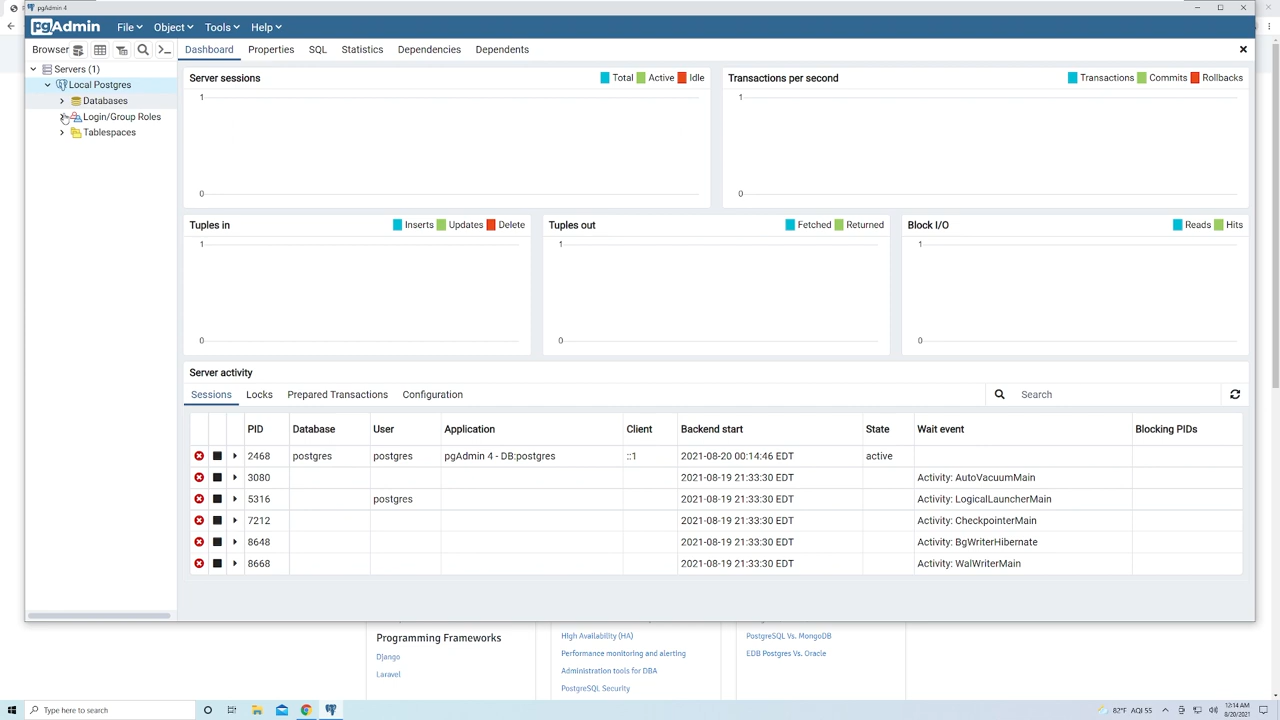 pgAdmin 4
pgAdmin File Object Tools Help
Browser Dashboard Properties SQL Statistics Dependencies Dependents
Servers (1)
Local Postgres
Databases
Login/Group Roles
Tablespaces
Server sessions Total Active Idle
1
0
Transactions per second Transactions Commits Rollbacks
1
0
Tuples in Inserts Updates Delete
1
0
Tuples out Fetched Returned
1
0
Block I/O Reads Hits
1
0
Server activity
Sessions Locks Prepared Transactions Configuration Search
PID Database User Application Client Backend start State Wait event Blocking PIDs
2468 postgres postgres pgAdmin 4 - DB:postgres ::1 2021-08-20 00:14:46 EDT active
3080 2021-08-19 21:33:30 EDT Activity: AutoVacuumMain
5316 postgres 2021-08-19 21:33:30 EDT Activity: LogicalLauncherMain
7212 2021-08-19 21:33:30 EDT Activity: CheckpointerMain
8648 2021-08-19 21:33:30 EDT Activity: BgWriterHibernate
8668 2021-08-19 21:33:30 EDT Activity: WalWriterMain
Programming Frameworks
Django
Laravel
High Availability (HA)
Performance monitoring and alerting
Administration tools for DBA
PostgreSQL Security
PostgreSQL Vs. MongoDB
EDB Postgres Vs. Oracle
Type here to search
82°F AQI 55
12:14 AM
8/20/2021